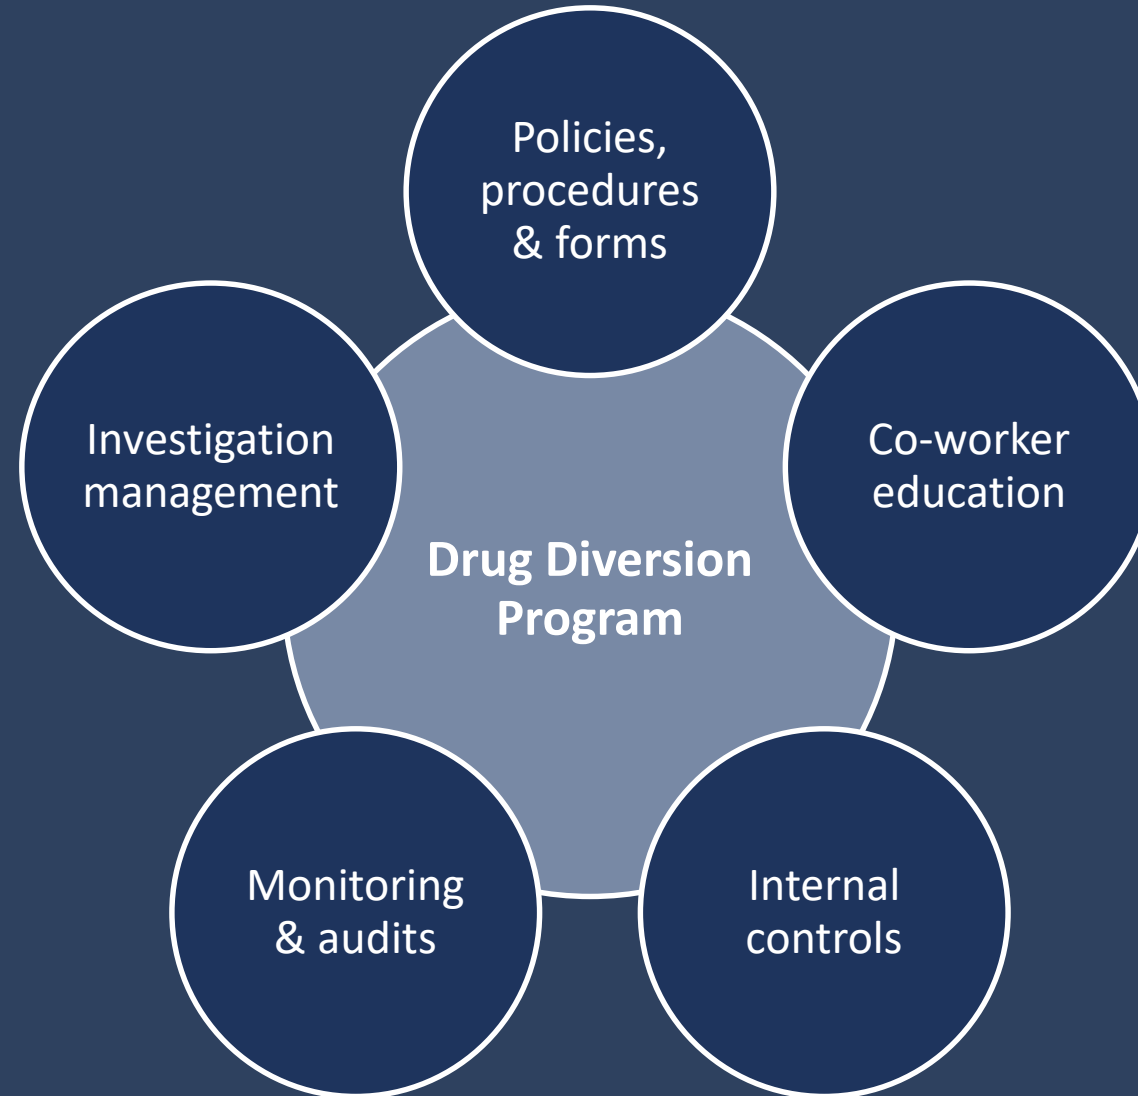 Policies,
procedures
& forms
Co-worker
education
Internal
controls
Monitoring
& audits
Investigation
management
Drug Diversion
Program